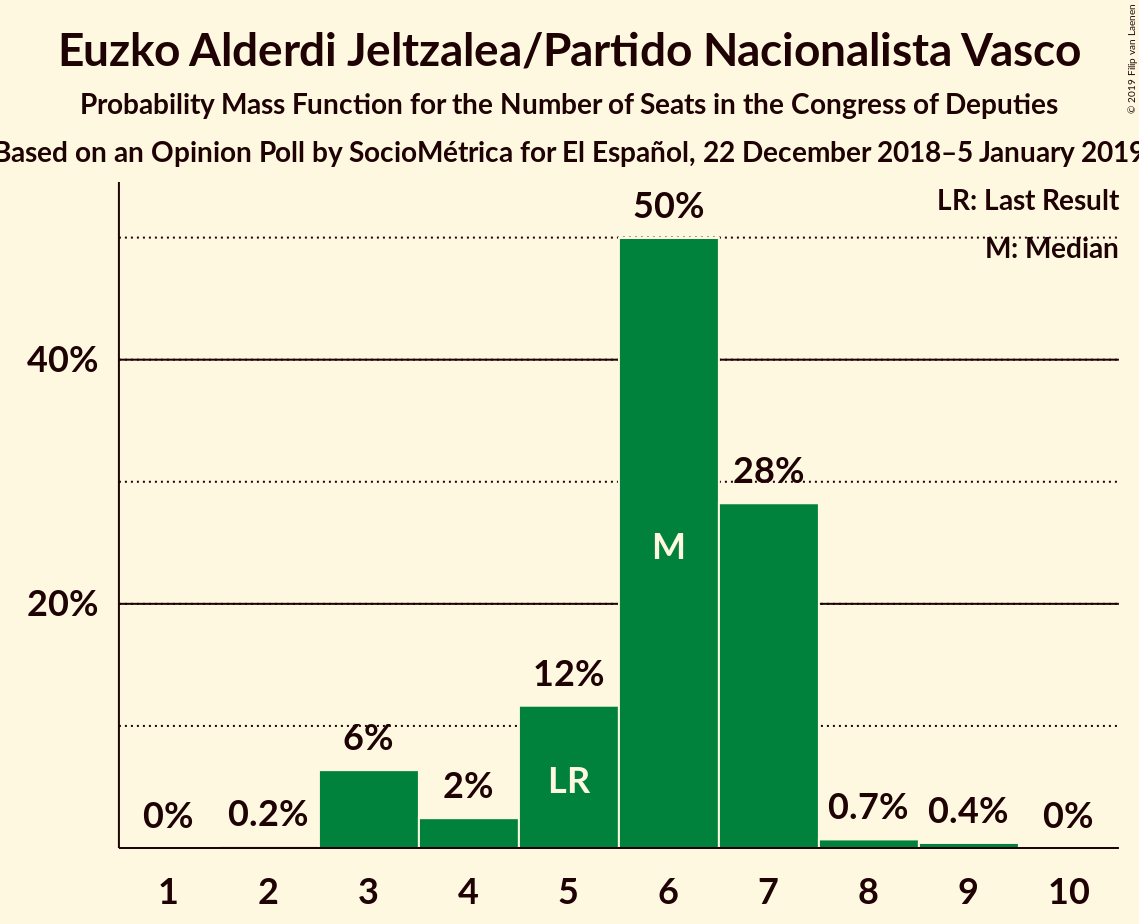 Euzko Alderdi Jeltzalea/Partido Nacionalista Vasco
Probability Mass Function for the Number of Seats in the Congress of Deputies
Based on an Opinion Poll by SocioMétrica for El Español, 22 December 2018–5 January 2019
© 2019 Filip van Laenen
LR: Last Result
M: Median
50%
40%
28%
M
20%
12%
6%
LR
2%
0%
0.2%
0.7%
0.4%
0%
1 2 3 4 5 6 7 8 9 10